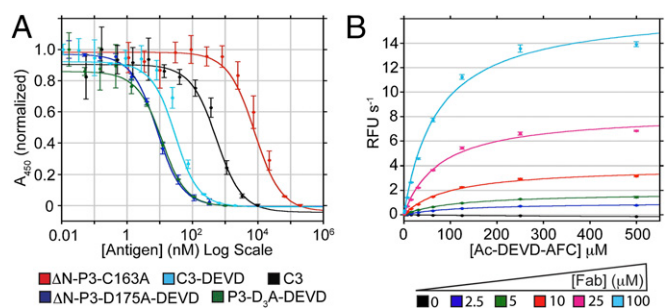 A
A₄₅₀ (normalized)
1.0
0.8
0.6
0.4
0.2
0
0.01
1
10²
10⁴
10⁶
[Antigen] (nM) Log Scale
ΔN-P3-C163A
C3-DEVD
C3
ΔN-P3-D175A-DEVD
P3-D₃A-DEVD
B
RFU s⁻¹
14
12
10
8
6
4
2
0
0
100
200
300
400
500
[Ac-DEVD-AFC] μM
[Fab] (μM)
0
2.5
5
10
25
100